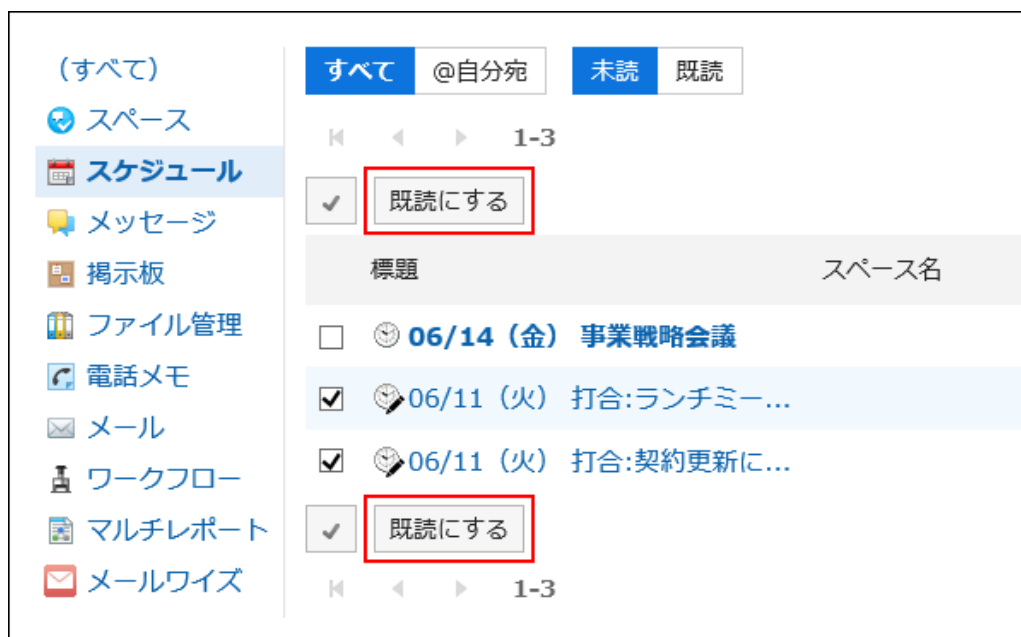 (すべて)
スペース
スケジュール
メッセージ
掲示板
ファイル管理
電話メモ
メール
ワークフロー
マルチレポート
メールワイズ
すべて @自分宛 未読 既読
1-3
既読にする
標題 スペース名
06/14（金） 事業戦略会議
06/11（火） 打合:ランチミー...
06/11（火） 打合:契約更新に...
既読にする
1-3